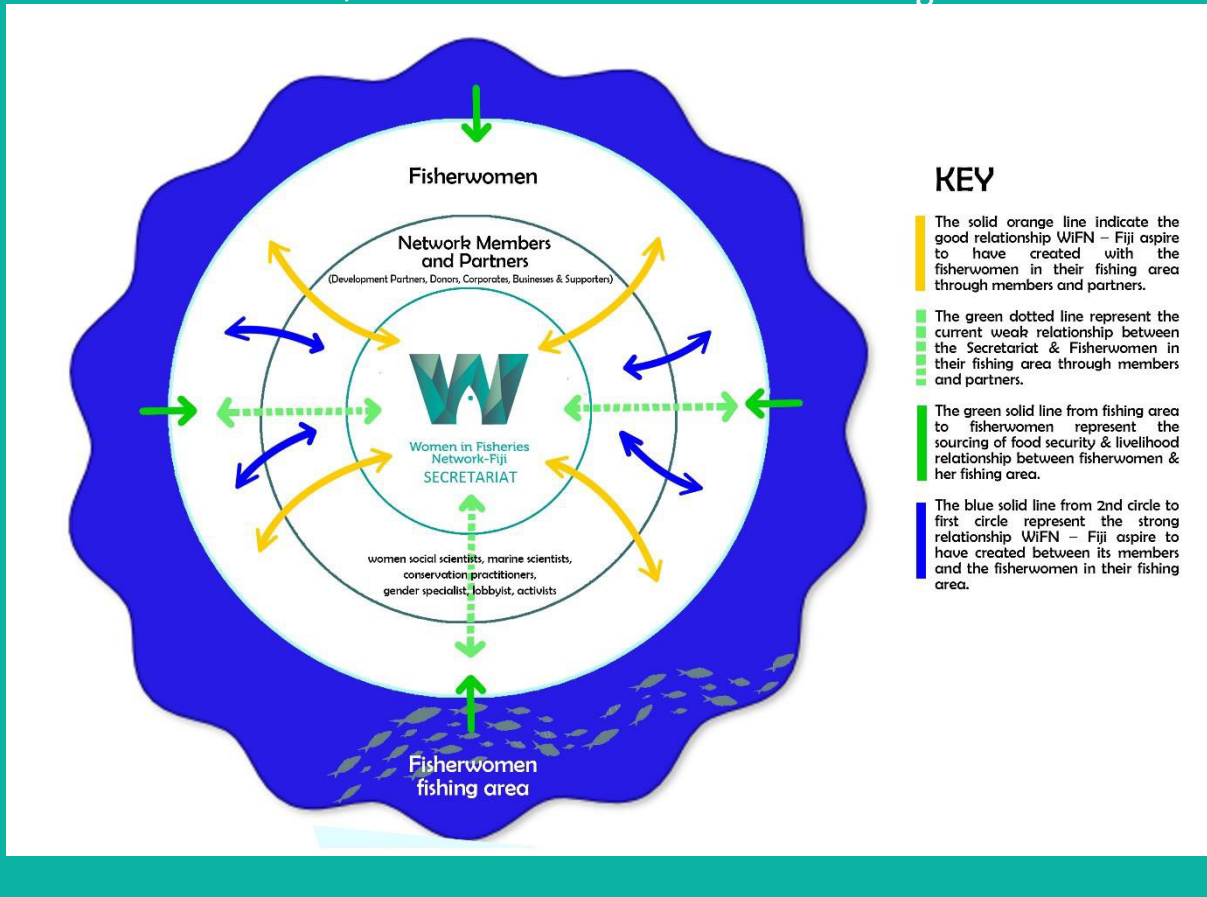 Fisherwomen
Network Members
and Partners
(Development Partners, Donors, Corporates, Businesses & Supporters)
W
Women in Fisheries
Network-Fiji
SECRETARIAT
women social scientists, marine scientists,
conservation practitioners,
gender specialist, lobbyist, activists
Fisherwomen
fishing area
KEY
The solid orange line indicate the
good relationship WiFN – Fiji aspire
to have created with the
fisherwomen in their fishing area
through members and partners.
The green dotted line represent the
current weak relationship between
the Secretariat & Fisherwomen in
their fishing area through members
and partners.
The green solid line from fishing area
to fisherwomen represent the
sourcing of food security & livelihood
relationship between fisherwomen &
her fishing area.
The blue solid line from 2nd circle to
first circle represent the strong
relationship WiFN – Fiji aspire to
have created between its members
and the fisherwomen in their fishing
area.